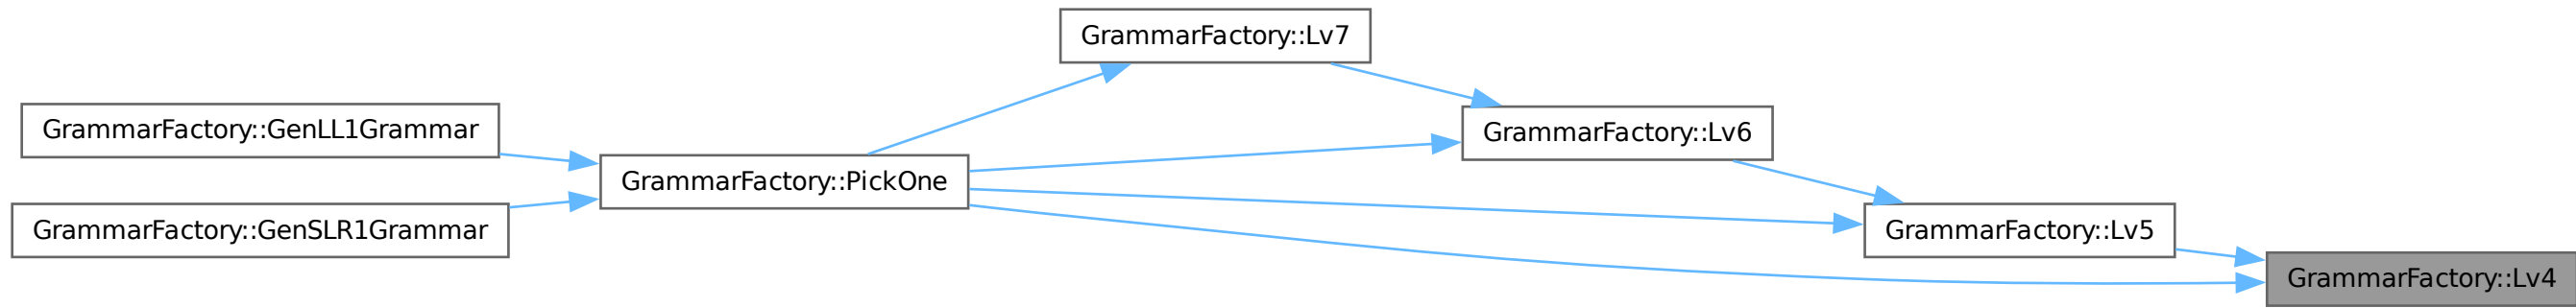 GrammarFactory::Lv7
GrammarFactory::GenLL1Grammar
GrammarFactory::Lv6
GrammarFactory::PickOne
GrammarFactory::GenSLR1Grammar
GrammarFactory::Lv5
GrammarFactory::Lv4